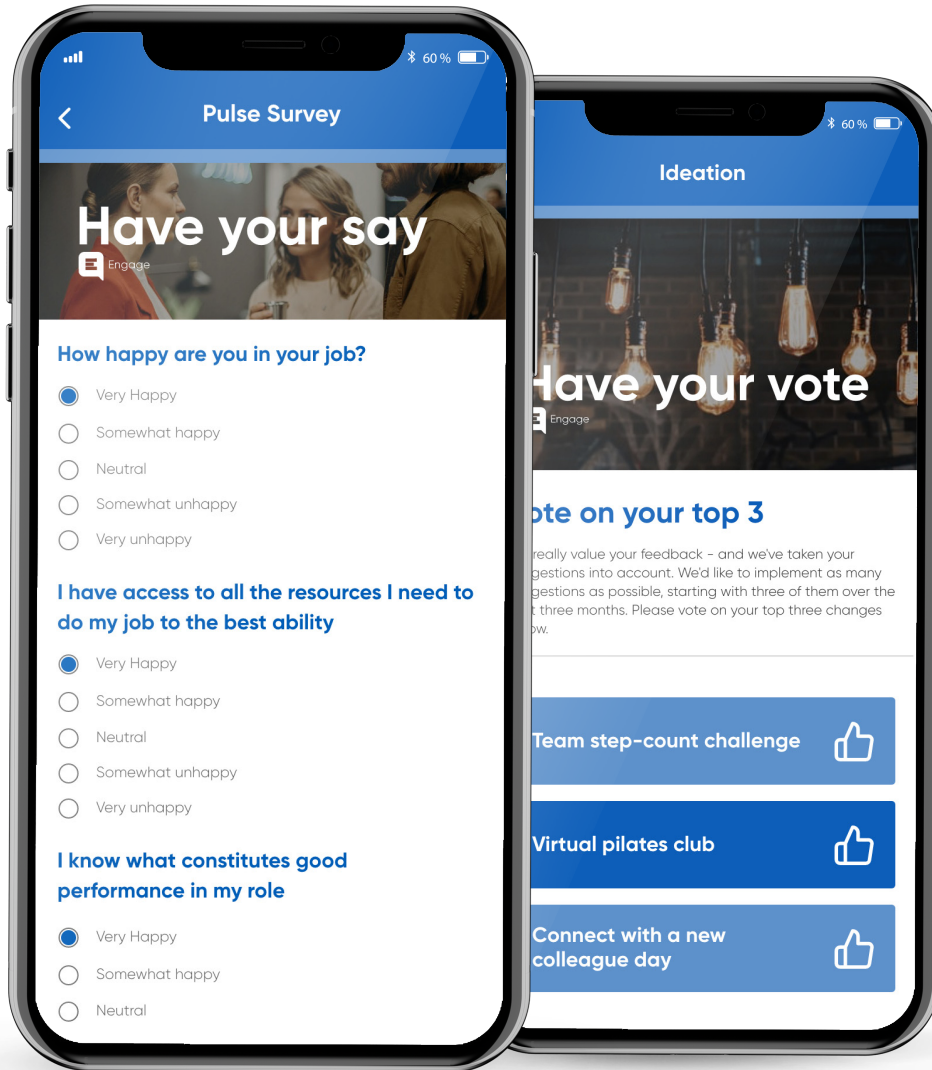 60 %
Pulse Survey
Have your say
Engage
How happy are you in your job?
Very Happy
Somewhat happy
Neutral
Somewhat unhappy
Very unhappy
I have access to all the resources I need to
do my job to the best ability
Very Happy
Somewhat happy
Neutral
Somewhat unhappy
Very unhappy
I know what constitutes good
performance in my role
Very Happy
Somewhat happy
Neutral
60 %
Ideation
Have your vote
Engage
ote on your top 3
really value your feedback - and we've taken your
gestions into account. We'd like to implement as many
gestions as possible, starting with three of them over the
t three months. Please vote on your top three changes
ow.
Team step-count challenge
Virtual pilates club
Connect with a new
colleague day